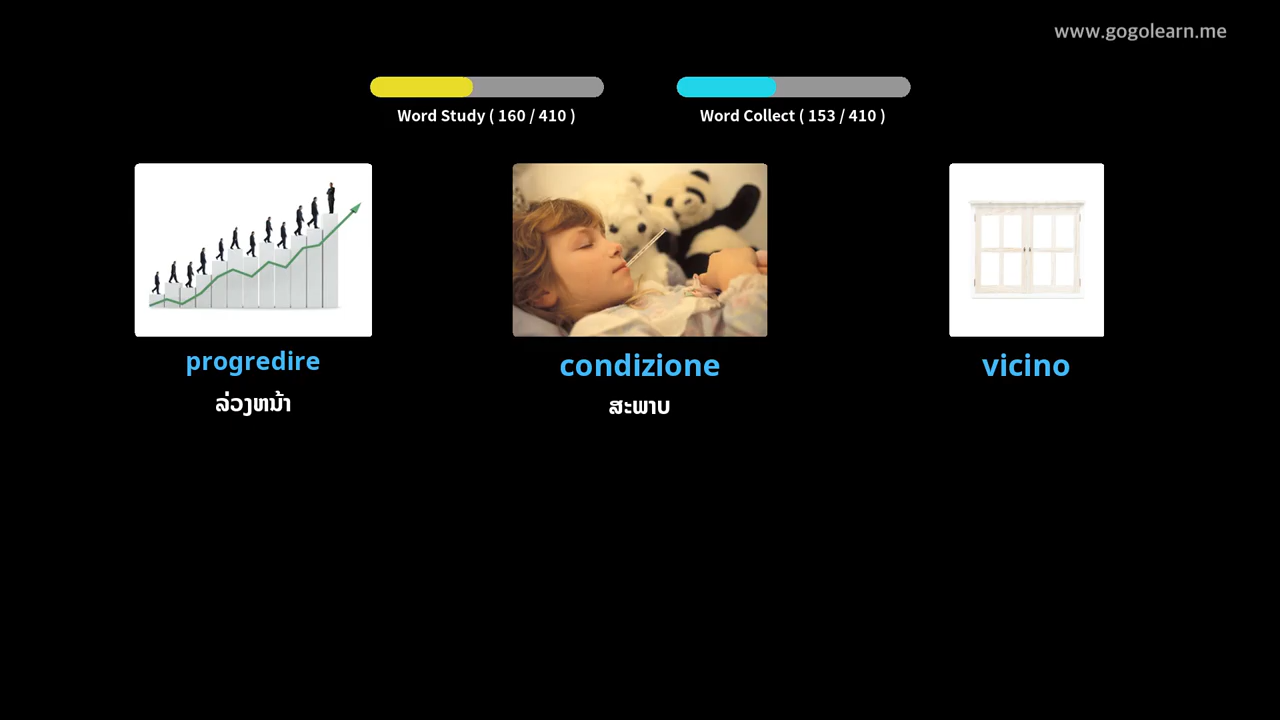 www.gogolearn.me
Word Study ( 160 / 410 )
Word Collect ( 153 / 410 )
progredire
ລ່ວງຫນ້າ
condizione
ສະພາບ
vicino